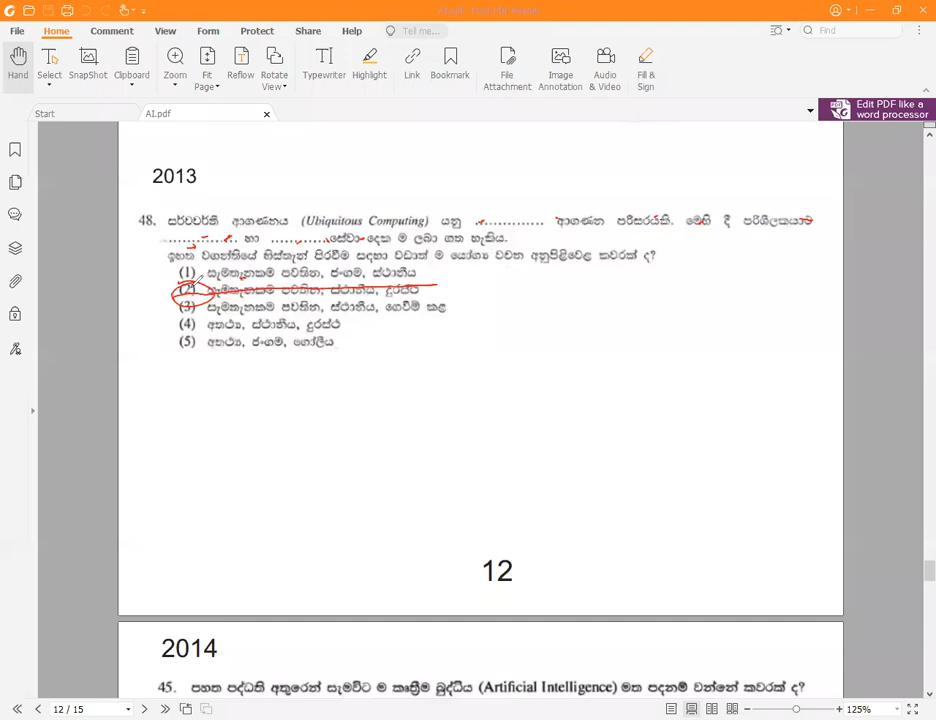 AI.pdf - Foxit PDF Reader
File Home Comment View Form Protect Share Help Tell me... Find
Hand Select SnapShot Clipboard Zoom Fit Page Reflow Rotate View Typewriter Highlight Link Bookmark File Attachment Image Annotation Audio & Video Fill & Sign
Start AI.pdf
Edit PDF like a word processor
2013
48. සර්වවර්තී ආගණනය (Ubiquitous Computing) යනු ................ ආගණන පරිසරයකි. මෙහි දී පරිශීලකයාට
................ හා ................ සේවා දෙක ම ලබා ගත හැකිය.
ඉහත වගන්තියේ හිස්තැන් පිරවීම සඳහා වඩාත් ම යෝග්‍ය වචන අනුපිළිවෙළ කවරක් ද?
(1) සැමතැනකම පවතින, ජංගම, ස්ථානීය
(2) සැමතැනකම පවතින, ස්ථානීය, දුරස්ථ
(3) සැමතැනකම පවතින, ස්ථානීය, ගෙවීම් කළ
(4) අතථ්‍ය, ස්ථානීය, දුරස්ථ
(5) අතථ්‍ය, ජංගම, ගෝලීය
12
2014
45. පහත පද්ධති අතුරෙන් සැමවිට ම කෘත්‍රීම බුද්ධිය (Artificial Intelligence) මත පදනම් වන්නේ කවරක් ද?
12 / 15 125%